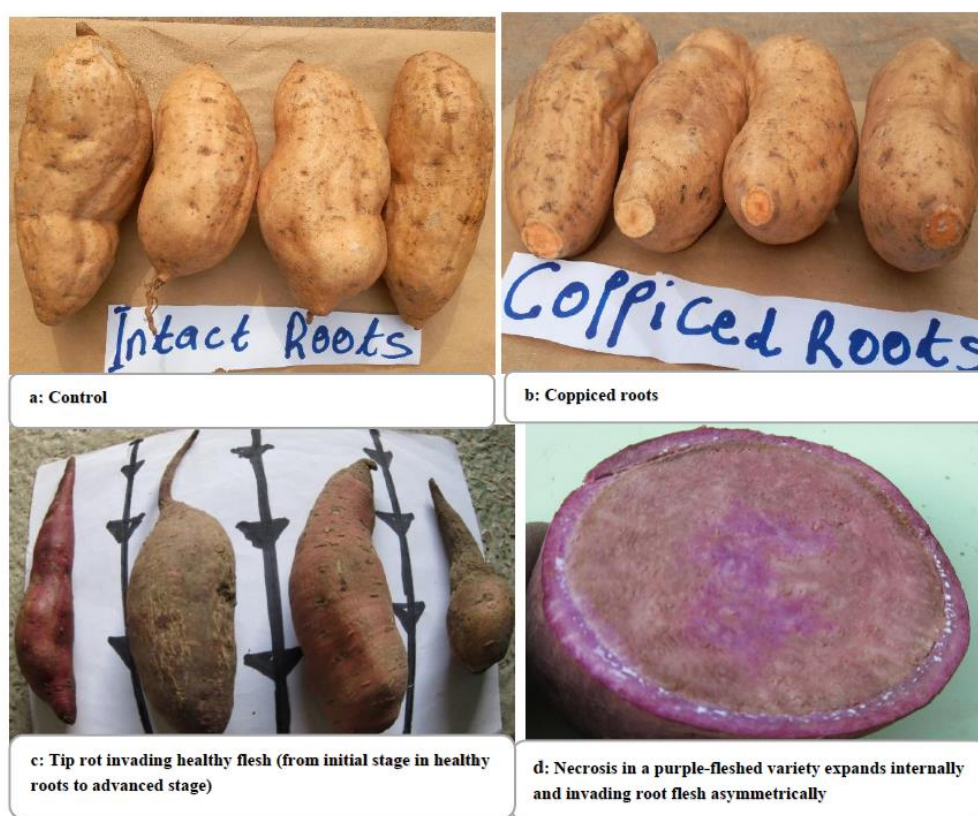 Intact Roots
Coppiced Roots
a: Control
b: Coppiced roots
c: Tip rot invading healthy flesh (from initial stage in healthy
roots to advanced stage)
d: Necrosis in a purple-fleshed variety expands internally
and invading root flesh asymmetrically